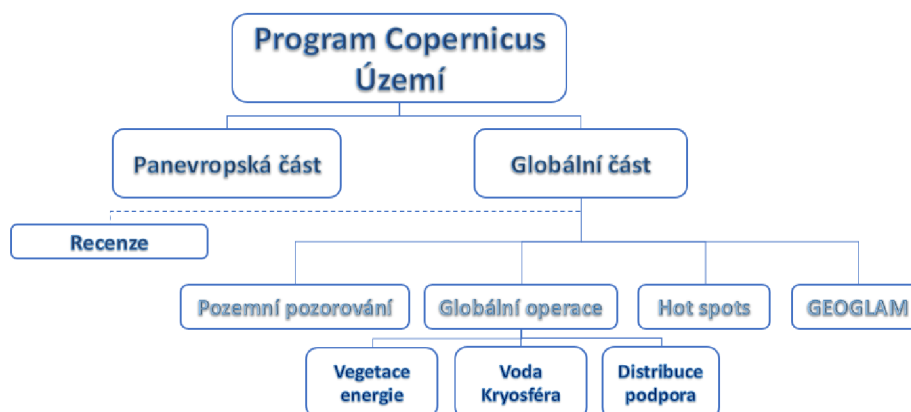 Program Copernicus
Území
Panevropská část
Globální část
Recenze
Pozemní pozorování
Globální operace
Hot spots
GEOGLAM
Vegetace
energie
Voda
Kryosféra
Distribuce
podpora